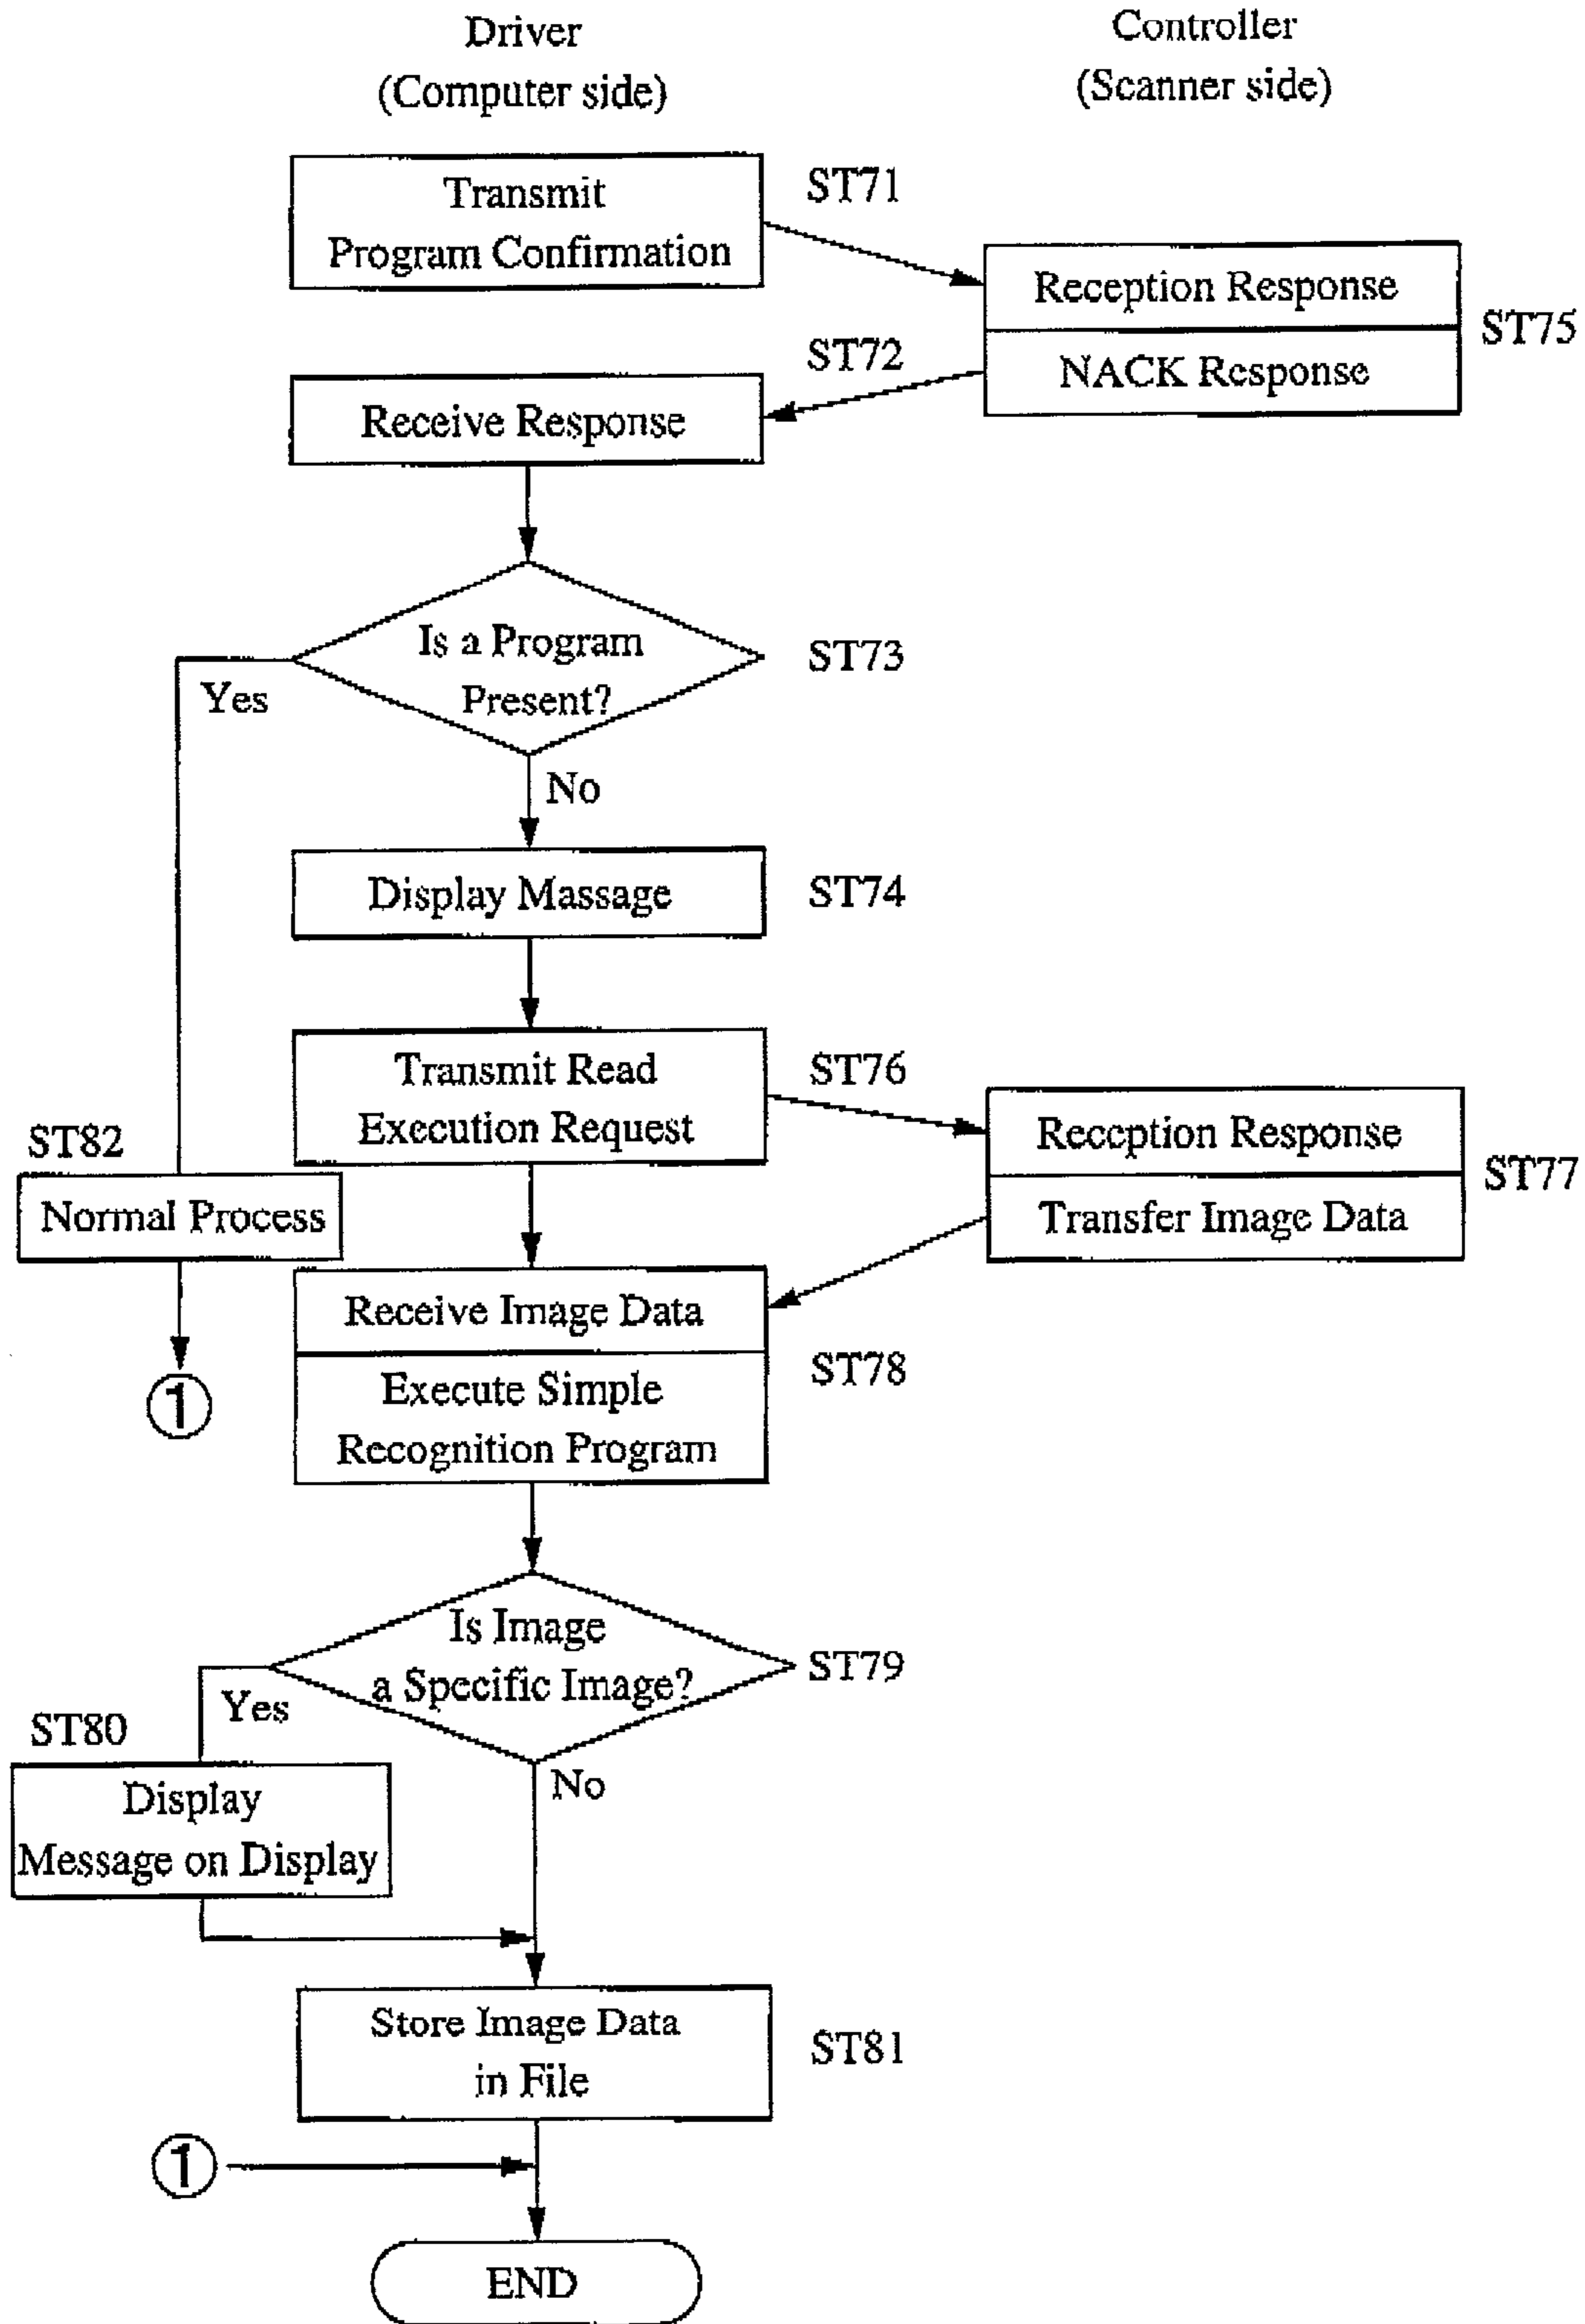 Driver
(Computer side)
Controller
(Scanner side)
Transmit
Program Confirmation
ST71
Reception Response
NACK Response
ST75
ST72
Receive Response
Is a Program
Present?
ST73
Yes
No
Display Massage
ST74
Transmit Read
Execution Request
ST76
Reception Response
Transfer Image Data
ST77
ST82
Normal Process
1
Receive Image Data
Execute Simple
Recognition Program
ST78
Is Image
a Specific Image?
ST79
Yes
No
ST80
Display
Message on Display
Store Image Data
in File
ST81
1
END